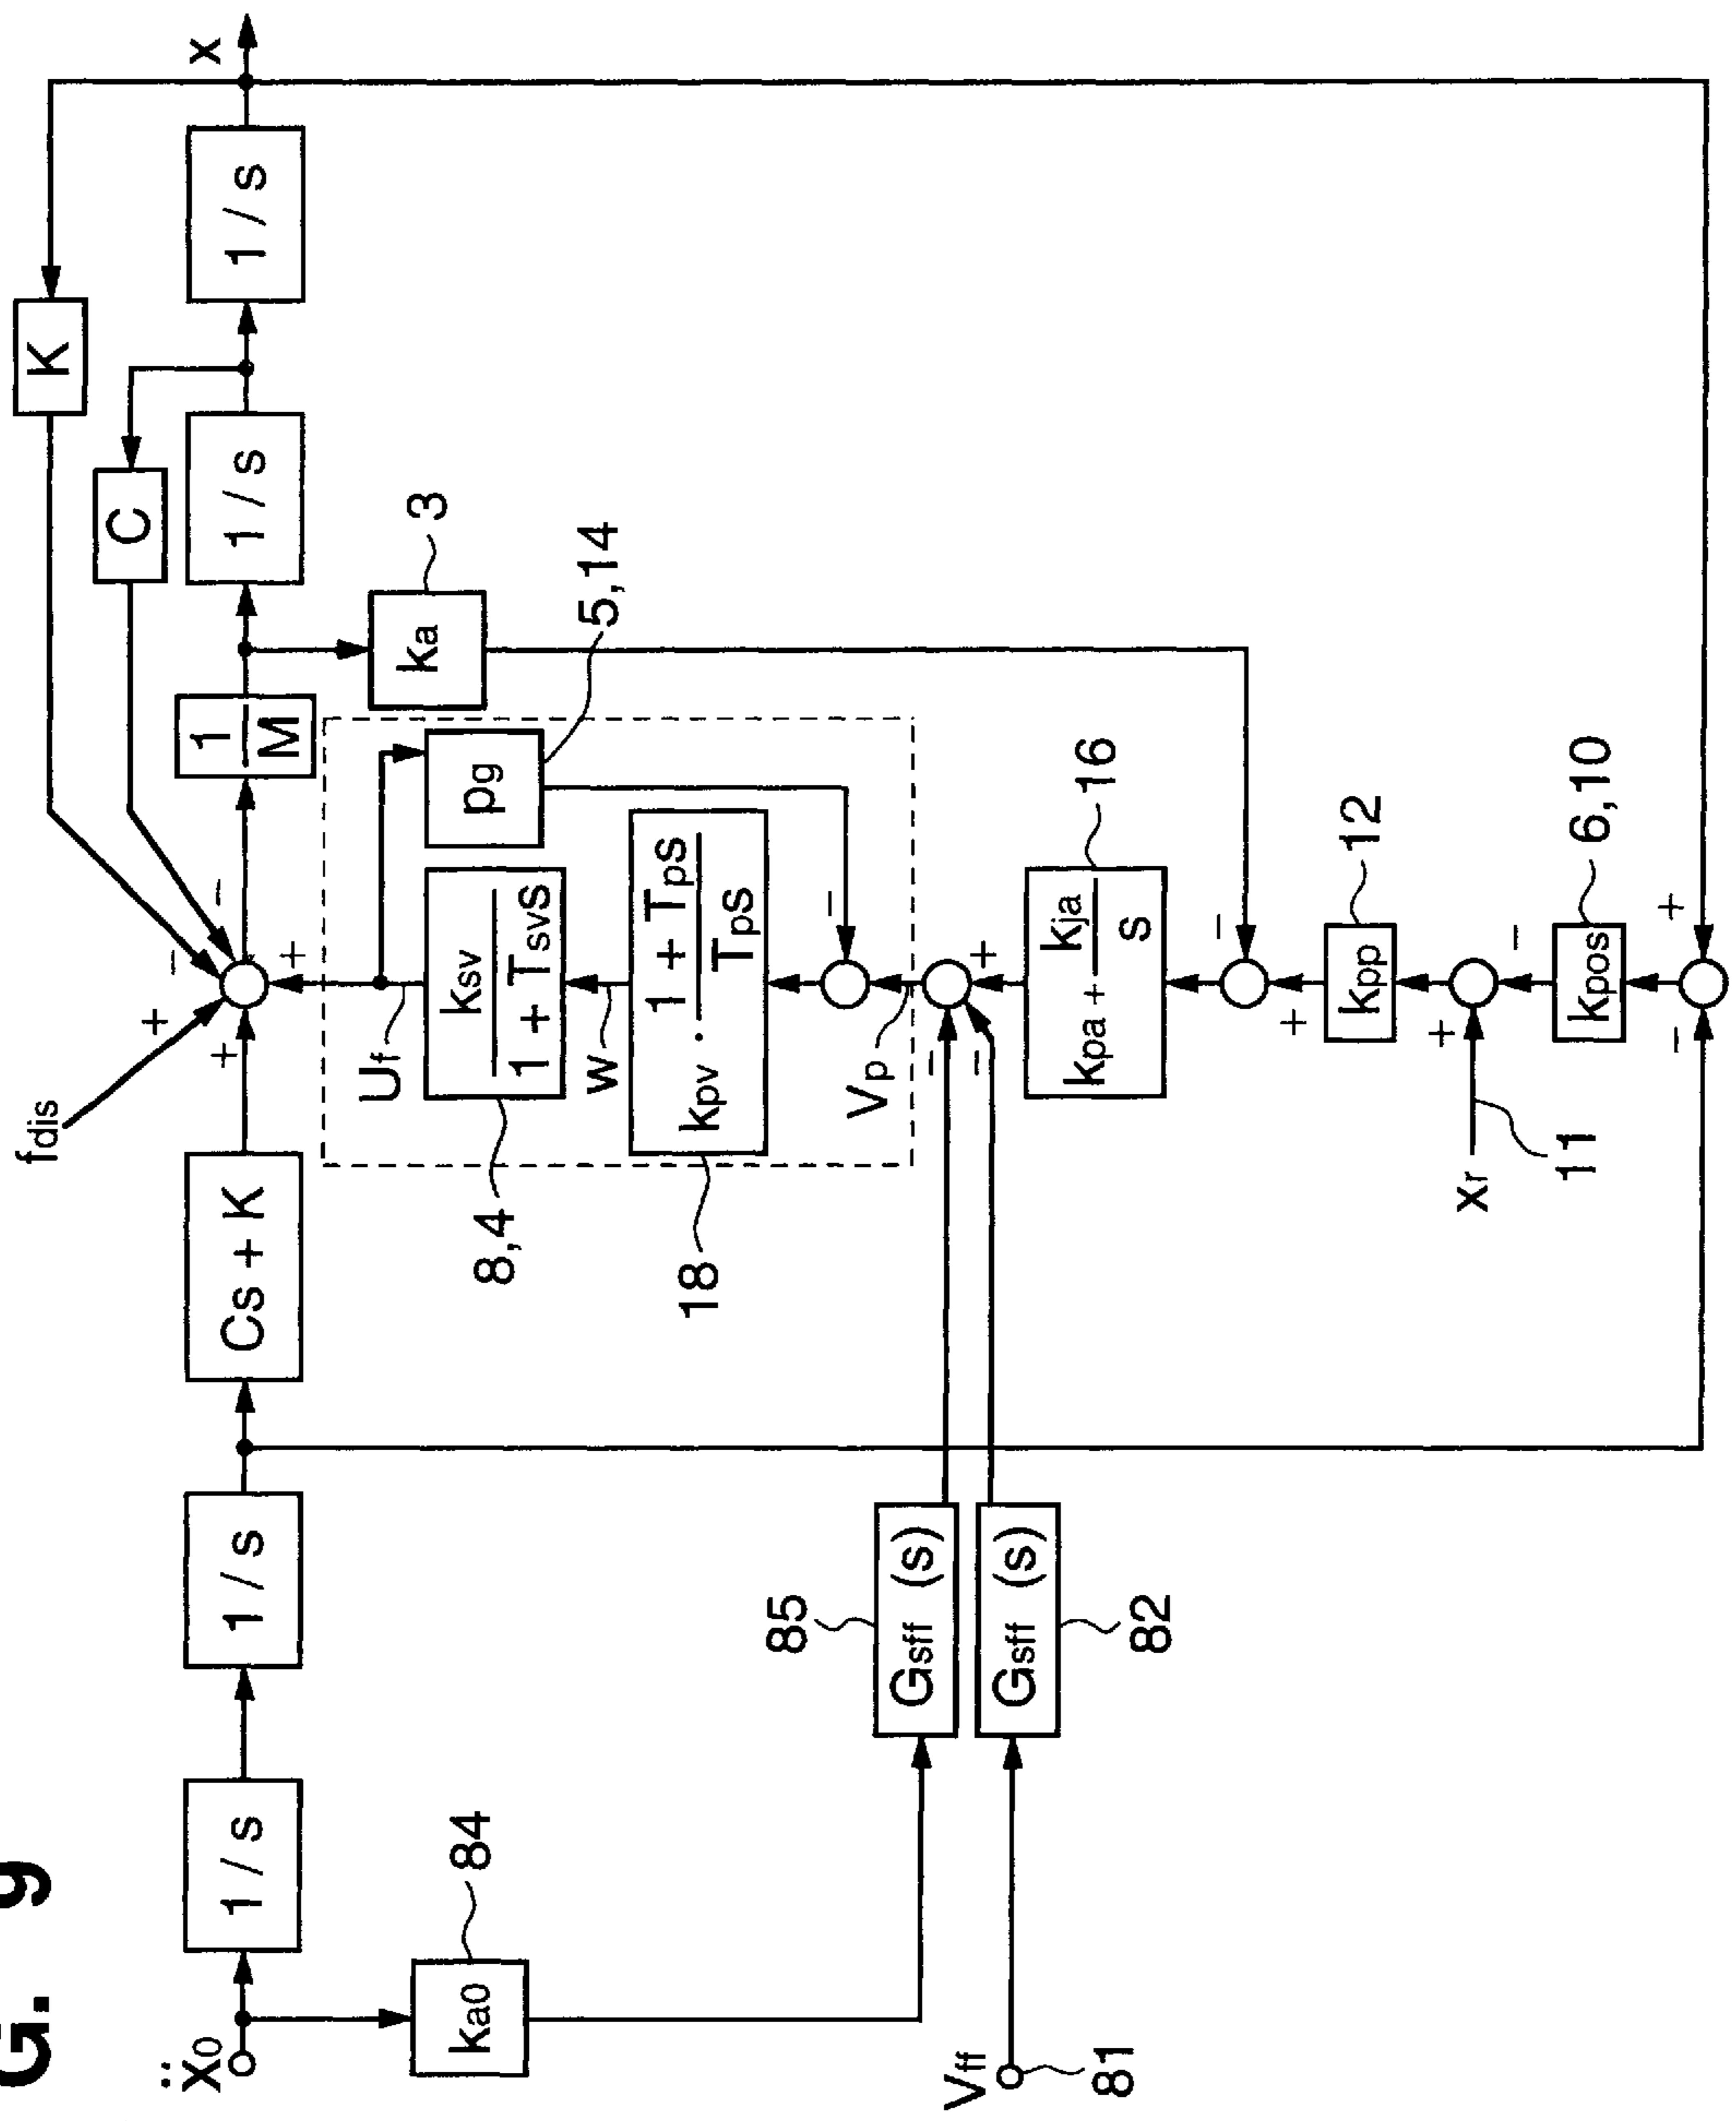 G. 9
ẍ0
1 / s
1 / s
Cs + K
fdis
+
+
−
−
+
1
M
1 / s
1 / s
x
K
C
ka
3
ka0
84
Uf
ksv
1 + Tsvs
8,4
pg
5,14
w
kpv · 1 + Tps
Tps
18
−
Vp
85
Gsff (s)
Gsff (s)
82
−
−
+
kpa + kja
s
16
−
+
kpp
12
xr
11
+
−
kpos
6,10
−
+
Vff
81